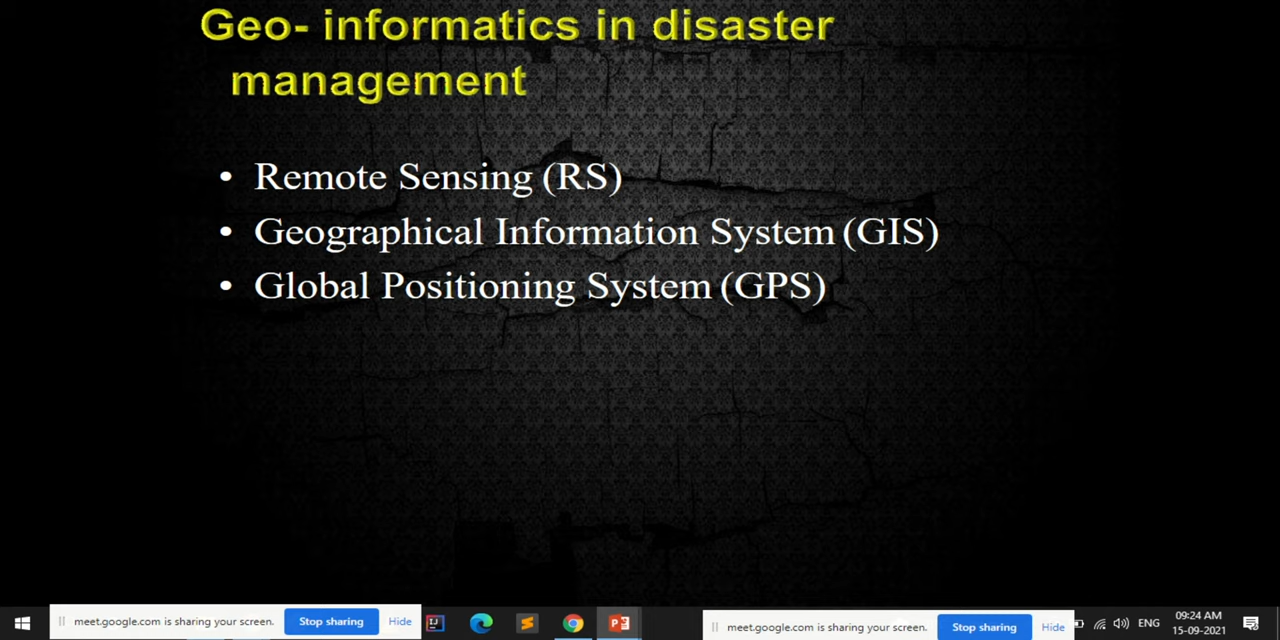 Geo- informatics in disaster
management
• Remote Sensing (RS)
• Geographical Information System (GIS)
• Global Positioning System (GPS)
meet.google.com is sharing your screen. Stop sharing Hide
meet.google.com is sharing your screen. Stop sharing Hide
ENG
09:24 AM
15-09-2021